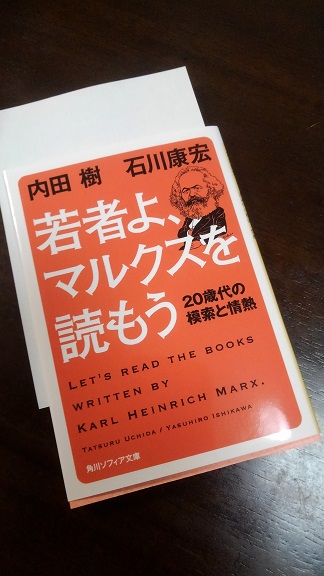 内田 樹 石川康宏
若者よ、
マルクスを
読もう
20歳代の
模索と情熱
LET'S READ THE BOOKS
WRITTEN BY
KARL HEINRICH MARX.
TATSURU UCHIDA / YASUHIRO ISHIKAWA
角川ソフィア文庫